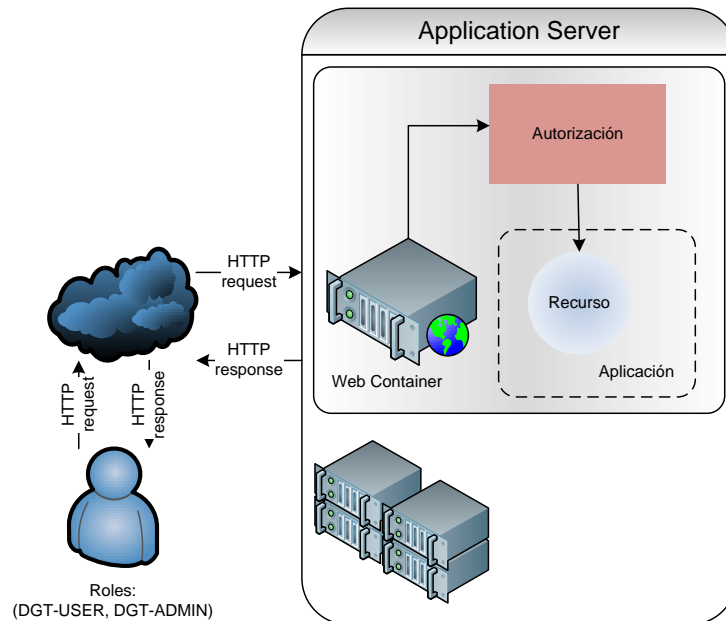 Application Server
Autorización
HTTP
request
HTTP
response
Recurso
Web Container
Aplicación
HTTP
request
HTTP
response
Roles:
(DGT-USER, DGT-ADMIN)